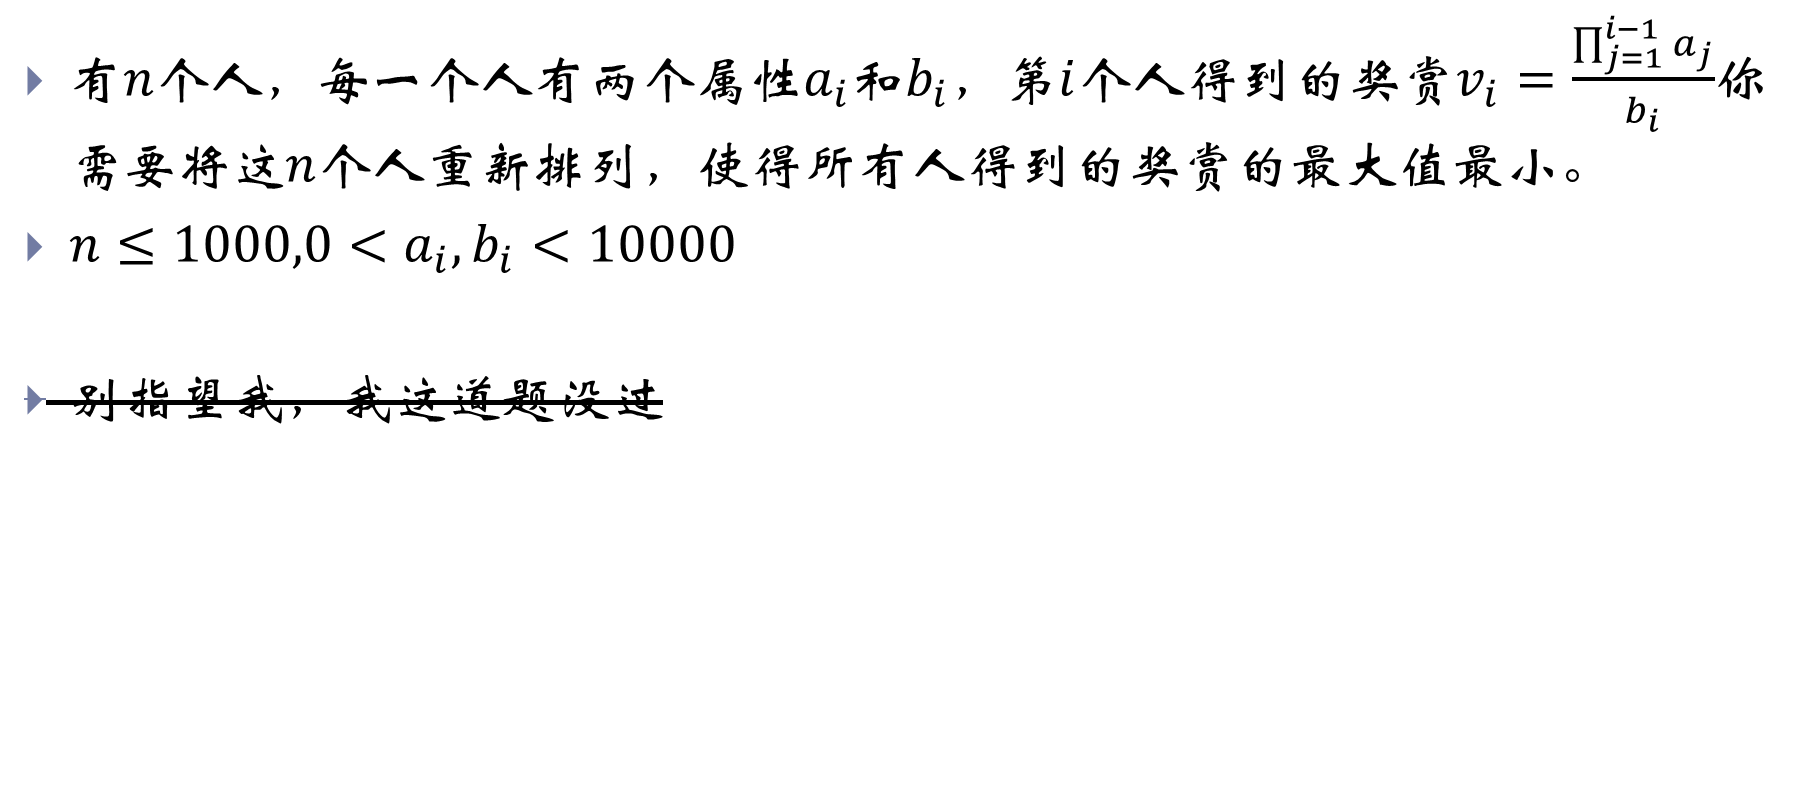 有n个人，每一个人有两个属性a_i和b_i，第i个人得到的奖赏v_i = \frac{\prod_{j=1}^{i-1} a_j}{b_i}你
需要将这n个人重新排列，使得所有人得到的奖赏的最大值最小。
n ≤ 1000,0 < a_i, b_i < 10000
别指望我，我这道题没过